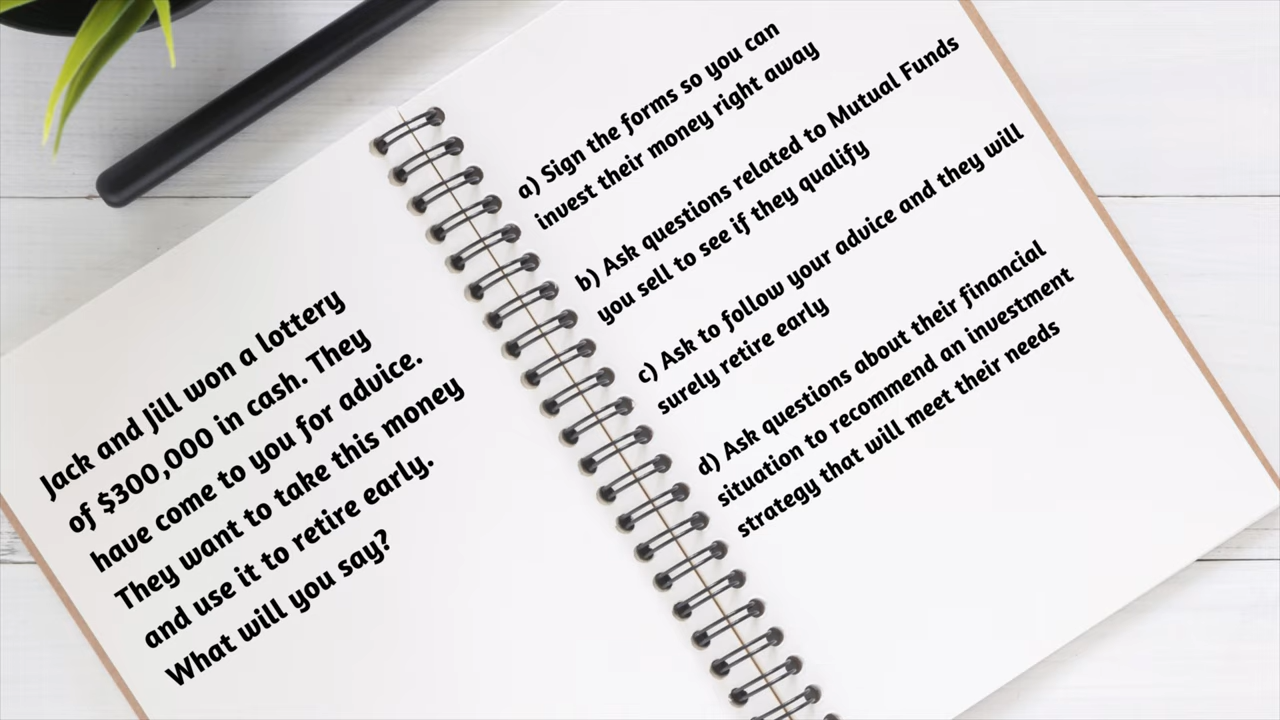 Jack and Jill won a lottery
of $300,000 in cash. They
have come to you for advice.
They want to take this money
and use it to retire early.
What will you say?
a) Sign the forms so you can
invest their money right away
b) Ask questions related to Mutual Funds
you sell to see if they qualify
c) Ask to follow your advice and they will
surely retire early
d) Ask questions about their financial
situation to recommend an investment
strategy that will meet their needs